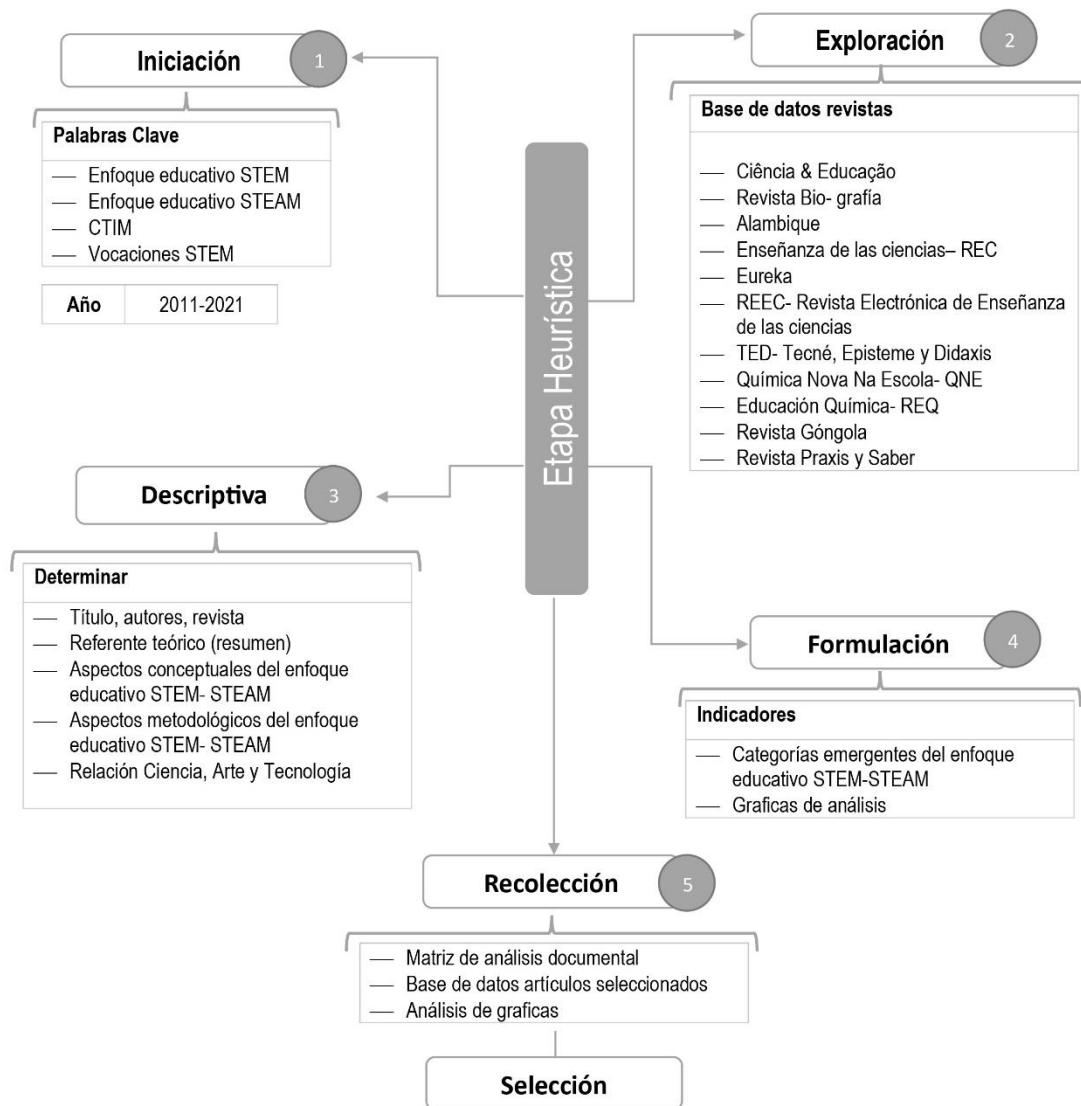 Iniciación
1
Palabras Clave
— Enfoque educativo STEM
— Enfoque educativo STEAM
— CTIM
— Vocaciones STEM
Año 2011-2021
Exploración
2
Base de datos revistas
— Ciência & Educação
— Revista Bio- grafía
— Alambique
— Enseñanza de las ciencias– REC
— Eureka
— REEC- Revista Electrónica de Enseñanza
de las ciencias
— TED- Tecné, Episteme y Didaxis
— Química Nova Na Escola- QNE
— Educación Química- REQ
— Revista Góngola
— Revista Praxis y Saber
Etapa Heurística
Descriptiva
3
Determinar
— Título, autores, revista
— Referente teórico (resumen)
— Aspectos conceptuales del enfoque
educativo STEM- STEAM
— Aspectos metodológicos del enfoque
educativo STEM- STEAM
— Relación Ciencia, Arte y Tecnología
Formulación
4
Indicadores
— Categorías emergentes del enfoque
educativo STEM-STEAM
— Graficas de análisis
Recolección
5
— Matriz de análisis documental
— Base de datos artículos seleccionados
— Análisis de graficas
Selección